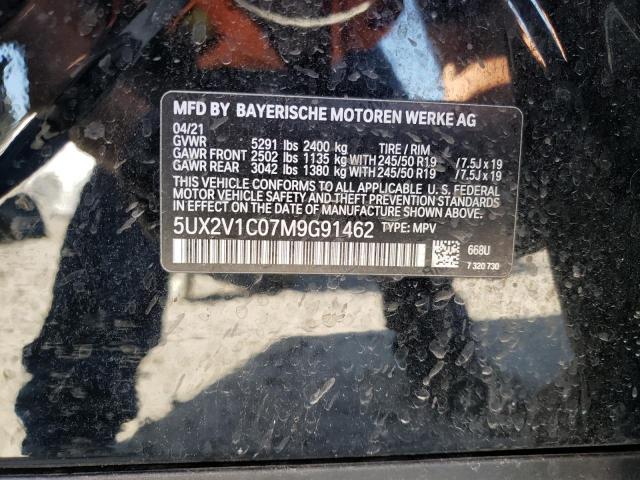 MFD BY BAYERISCHE MOTOREN WERKE AG
04/21
GVWR 5291 lbs 2400 kg TIRE / RIM
GAWR FRONT 2502 lbs 1135 kg WITH 245/50 R19 /7.5J x 19
GAWR REAR 3042 lbs 1380 kg WITH 245/50 R19 /7.5J x 19
THIS VEHICLE CONFORMS TO ALL APPLICABLE U.S. FEDERAL
MOTOR VEHICLE SAFETY AND THEFT PREVENTION STANDARDS
IN EFFECT ON THE DATE OF MANUFACTURE SHOWN ABOVE.
5UX2V1C07M9G91462 TYPE: MPV
668U
7 320 730